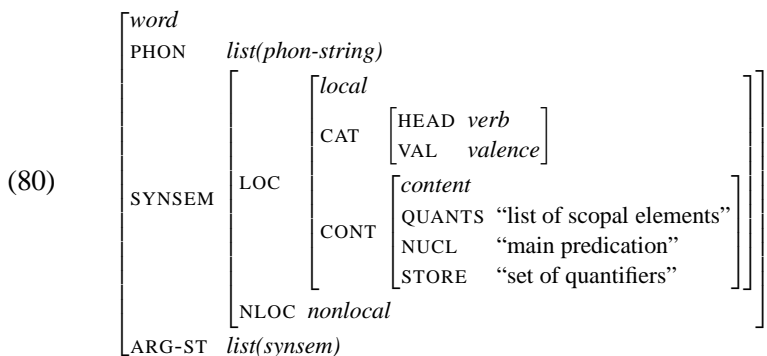 word
PHON list(phon-string)
local
CAT [HEAD verb
VAL valence]
(80) SYNSEM LOC
content
QUANTS “list of scopal elements”
CONT NUCL “main predication”
STORE “set of quantifiers”
NLOC nonlocal
ARG-ST list(synsem)